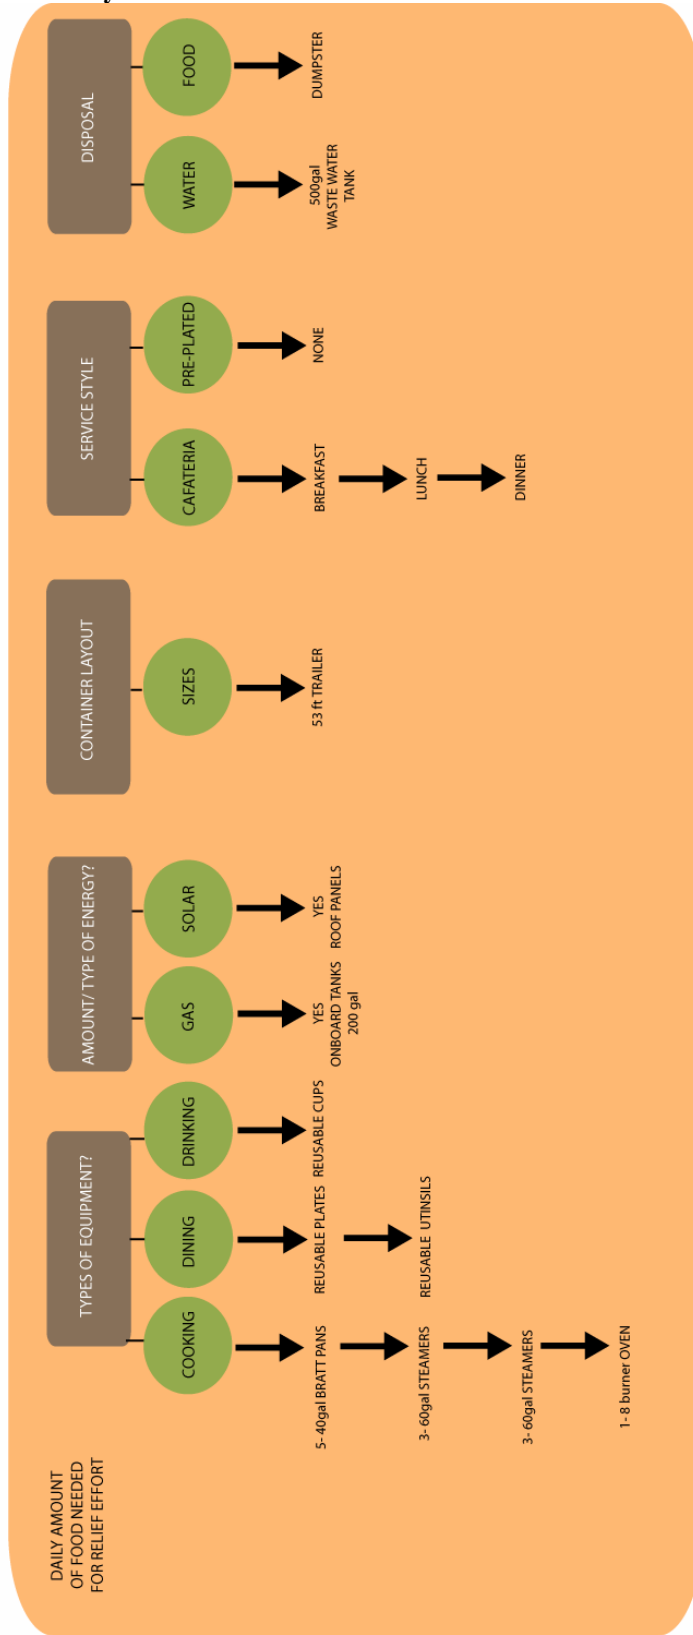 DAILY AMOUNT
OF FOOD NEEDED
FOR RELIEF EFFORT
TYPES OF EQUIPMENT?
COOKING
5- 40gal BRATT PANS
3- 60gal STEAMERS
3- 60gal STEAMERS
1- 8 burner OVEN
DINING
REUSABLE PLATES
REUSABLE UTINSILS
DRINKING
REUSABLE CUPS
AMOUNT/ TYPE OF ENERGY?
GAS
YES
ONBOARD TANKS
200 gal
SOLAR
YES
ROOF PANELS
CONTAINER LAYOUT
SIZES
53 ft TRAILER
SERVICE STYLE
CAFATERIA
BREAKFAST
LUNCH
DINNER
PRE-PLATED
NONE
DISPOSAL
WATER
500gal
WASTE WATER
TANK
FOOD
DUMPSTER